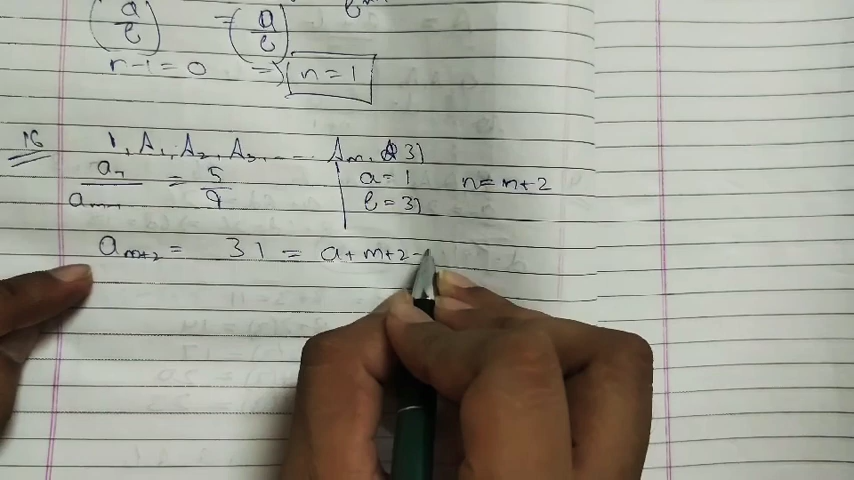 (a/b) = (a/b)
n-1=0 => n=1
16
1, A1, A2, A3, ... Am, 31
a7 / am-1 = 5/9
a=1 n=m+2
b=31
am+2 = 31 = a+m+2-